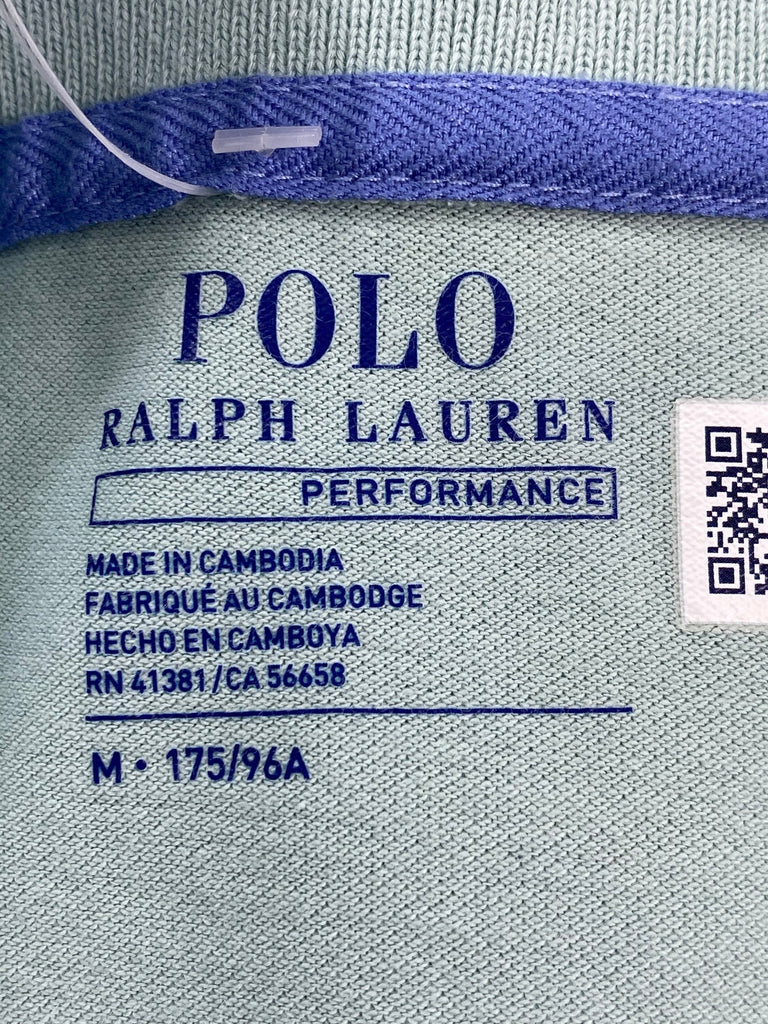 POLO
RALPH LAUREN
PERFORMANCE
MADE IN CAMBODIA
FABRIQUÉ AU CAMBODGE
HECHO EN CAMBOYA
RN 41381/CA 56658
M • 175/96A